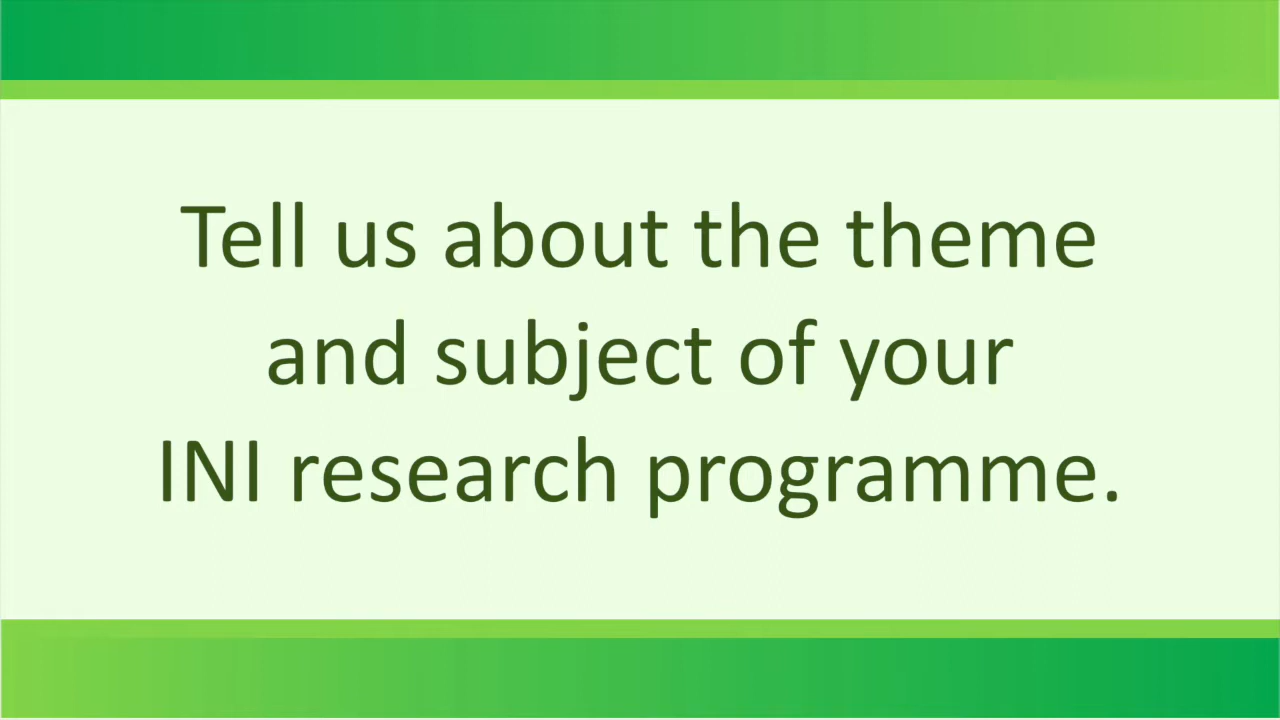 Tell us about the theme
and subject of your
INI research programme.